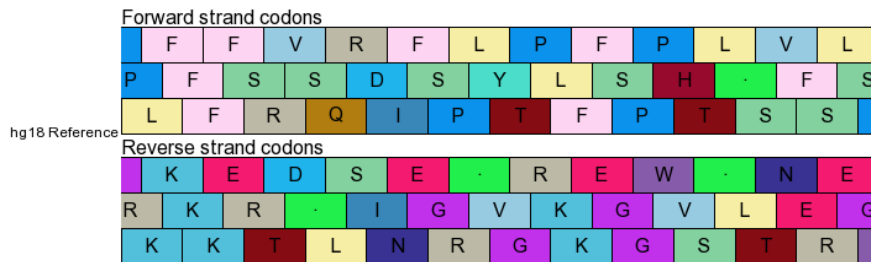 Forward strand codons
F F V R F L P F P L V L
P F S S D S Y L S H · F S
L F R Q I P T F P T S S
hg18 Reference
Reverse strand codons
K E D S E · R E W · N E
R K R · I G V K G V L E G
K K T L N R G K G S T R